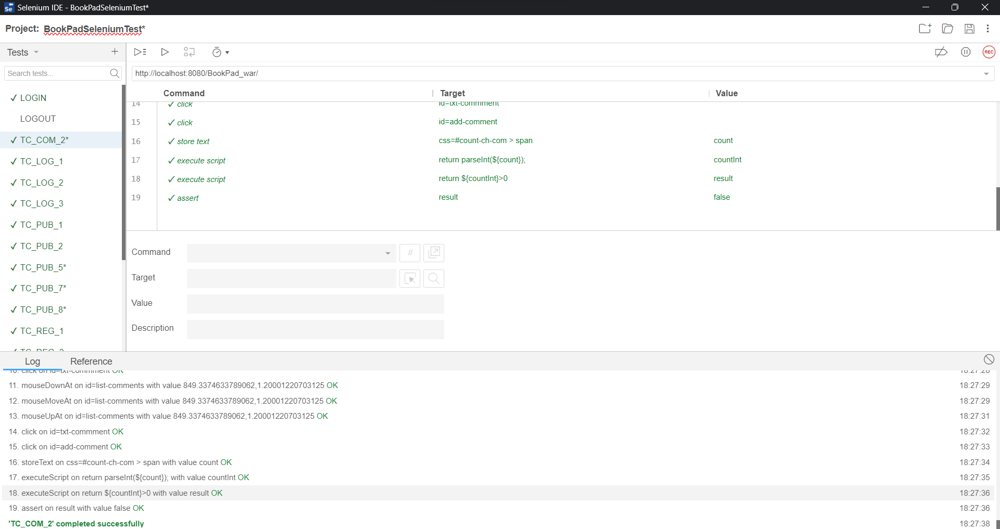 Selenium IDE - BookPadSeleniumTest*
Project: BookPadSeleniumTest*
Tests
Search tests...
✓ LOGIN
LOGOUT
✓ TC_COM_2*
✓ TC_LOG_1
✓ TC_LOG_2
✓ TC_LOG_3
✓ TC_PUB_1
✓ TC_PUB_2
✓ TC_PUB_5*
✓ TC_PUB_7*
✓ TC_PUB_8*
✓ TC_REG_1
REC
http://localhost:8080/BookPad_war/
Command Target Value
14 ✓ click id=txt-commment
15 ✓ click id=add-comment
16 ✓ store text css=#count-ch-com > span count
17 ✓ execute script return parseInt(${count}); countInt
18 ✓ execute script return ${countInt}>0 result
19 ✓ assert result false
Command //
Target
Value
Description
Log Reference
10. click on id=txt-commment OK 18:27:28
11. mouseDownAt on id=list-comments with value 849.3374633789062,1.20001220703125 OK 18:27:29
12. mouseMoveAt on id=list-comments with value 849.3374633789062,1.20001220703125 OK 18:27:29
13. mouseUpAt on id=list-comments with value 849.3374633789062,1.20001220703125 OK 18:27:31
14. click on id=txt-commment OK 18:27:32
15. click on id=add-comment OK 18:27:33
16. storeText on css=#count-ch-com > span with value count OK 18:27:34
17. executeScript on return parseInt(${count}); with value countInt OK 18:27:35
18. executeScript on return ${countInt}>0 with value result OK 18:27:36
19. assert on result with value false OK 18:27:36
'TC_COM_2' completed successfully 18:27:38